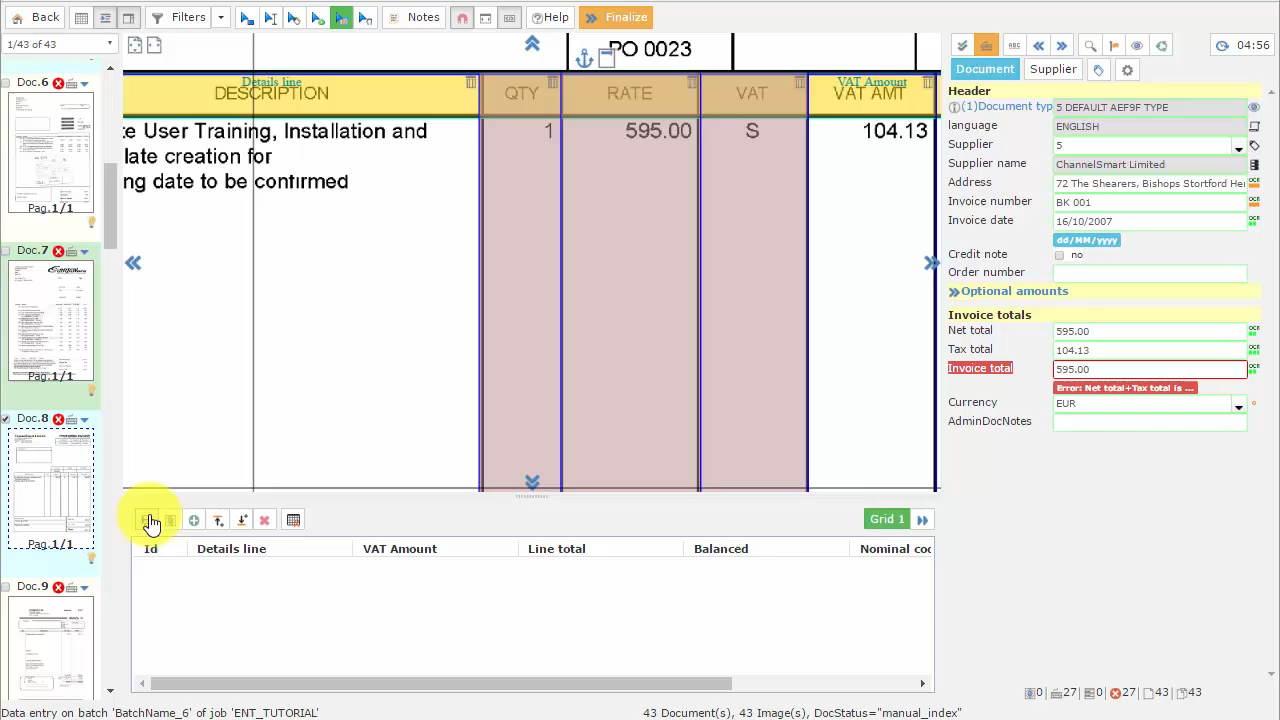 Back
Filters
Notes
Help
Finalize
1/43 of 43
04:56
Document
Supplier
Doc.6
Pag.1/1
Doc.7
Pag.1/1
Doc.8
Pag.1/1
Doc.9
PO 0023
Details line
DESCRIPTION
QTY
RATE
VAT
VAT Amount
VAT AMT
te User Training, Installation and
1
595.00
S
104.13
late creation for
ng date to be confirmed
Grid 1
Id
Details line
VAT Amount
Line total
Balanced
Nominal coc
Header
(1)Document typ
5 DEFAULT AEF9F TYPE
language
ENGLISH
Supplier
5
Supplier name
ChannelSmart Limited
Address
72 The Shearers, Bishops Stortford Her
Invoice number
BK 001
Invoice date
16/10/2007
dd/MM/yyyy
Credit note
no
Order number
Optional amounts
Invoice totals
Net total
595.00
Tax total
104.13
Invoice total
595.00
Error: Net total+Tax total is ...
Currency
EUR
AdminDocNotes
0
27
0
27
43
43
Data entry on batch 'BatchName_6' of job 'ENT_TUTORIAL'
43 Document(s), 43 Image(s), DocStatus="manual_index"